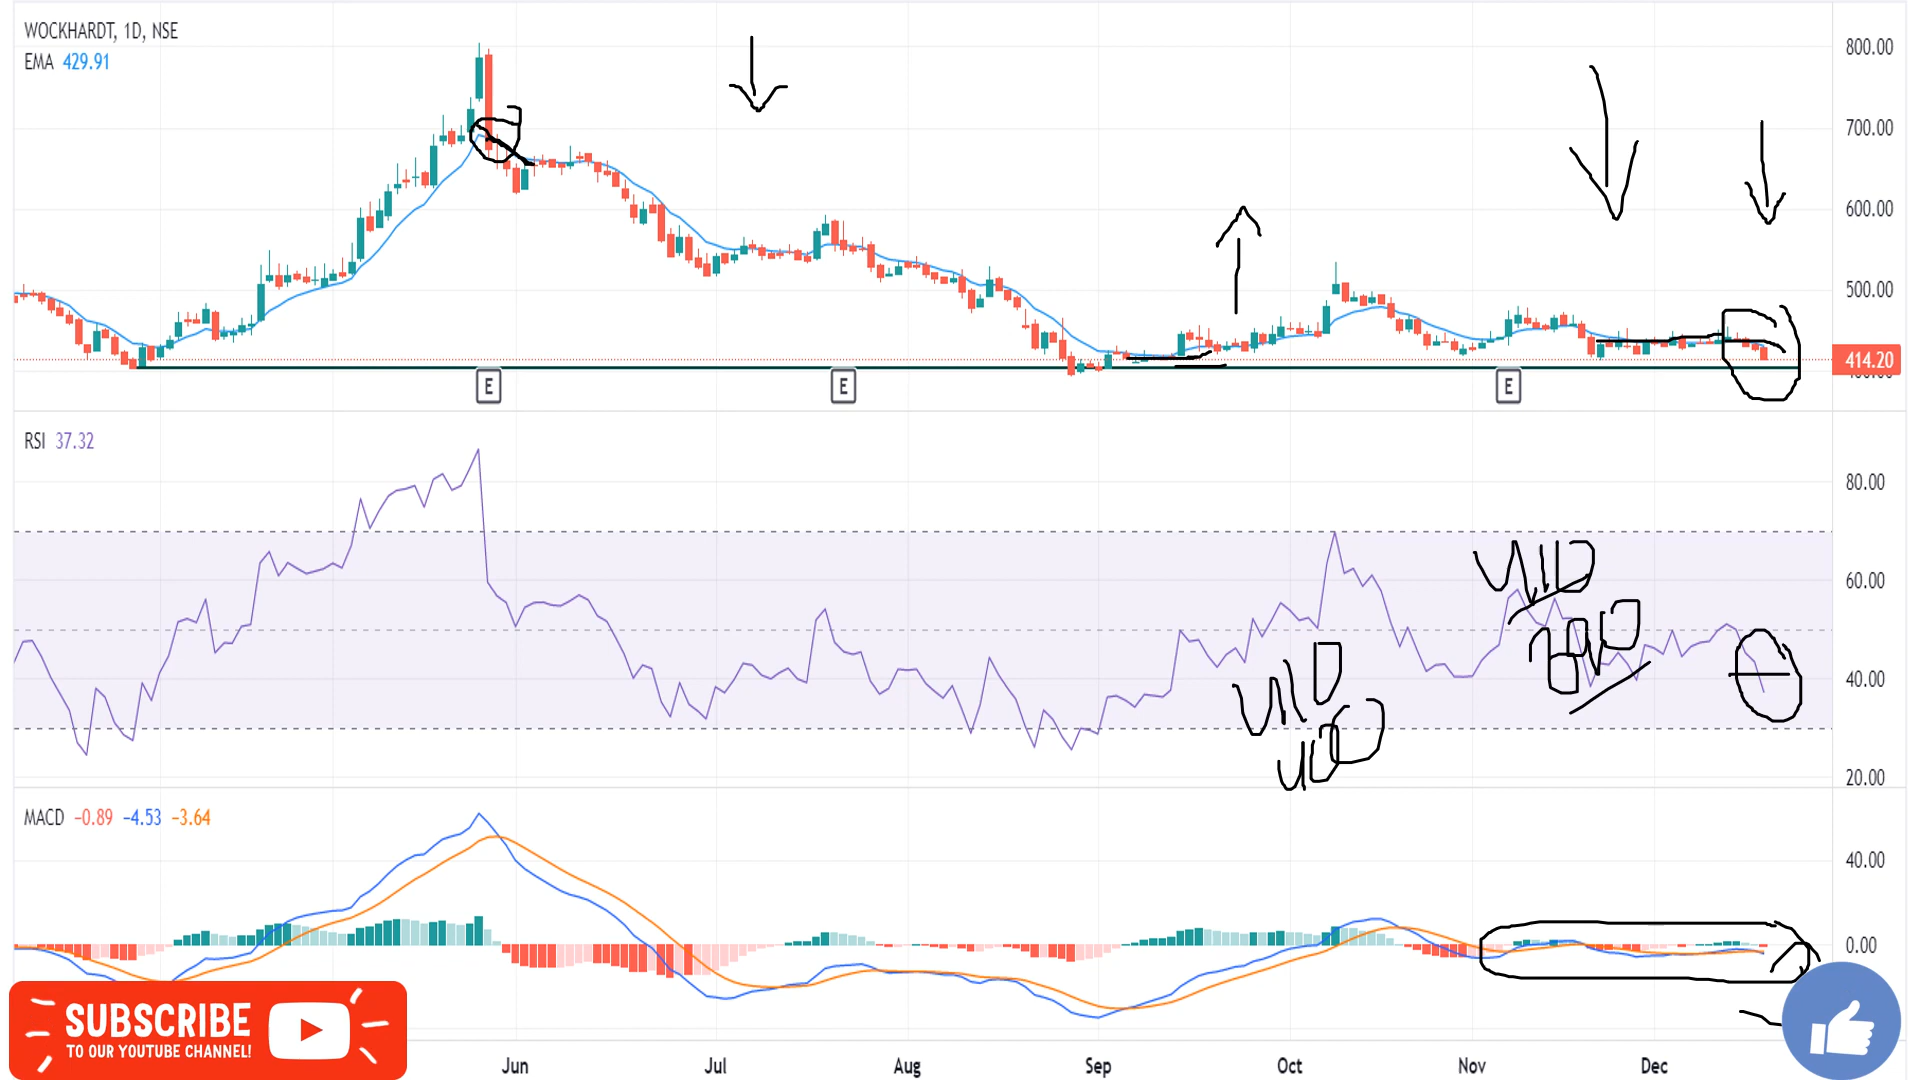 WOCKHARDT, 1D, NSE
EMA 429.91
800.00
700.00
600.00
500.00
414.20
E
E
E
RSI 37.32
80.00
60.00
40.00
20.00
MACD −0.89 −4.53 −3.64
40.00
0.00
SUBSCRIBE
TO OUR YOUTUBE CHANNEL!
Jun Jul Aug Sep Oct Nov Dec